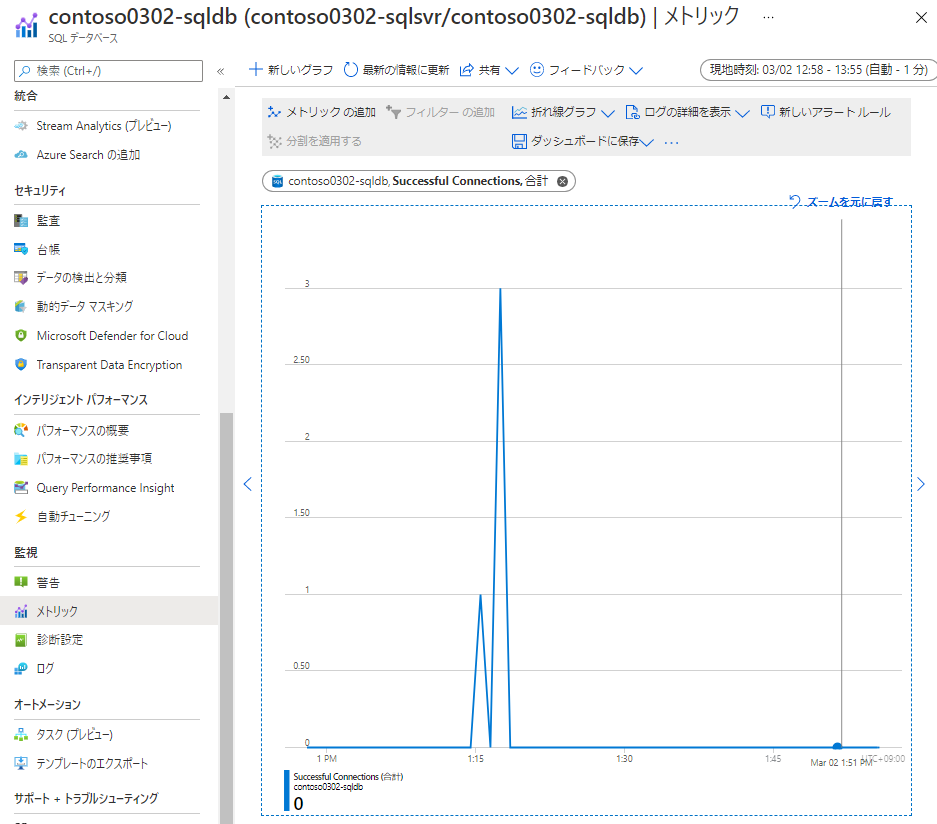 contoso0302-sqldb (contoso0302-sqlsvr/contoso0302-sqldb) | メトリック ...
SQL データベース
検索 (Ctrl+/)
«
統合
Stream Analytics (プレビュー)
Azure Search の追加
セキュリティ
監査
台帳
データの検出と分類
動的データ マスキング
Microsoft Defender for Cloud
Transparent Data Encryption
インテリジェント パフォーマンス
パフォーマンスの概要
パフォーマンスの推奨事項
Query Performance Insight
自動チューニング
監視
警告
メトリック
診断設定
ログ
オートメーション
タスク (プレビュー)
テンプレートのエクスポート
サポート + トラブルシューティング
新しいグラフ 最新の情報に更新 共有 フィードバック
現地時刻: 03/02 12:58 - 13:55 (自動 - 1 分)
メトリック の追加 フィルター の追加 折れ線グラフ ログの詳細を表示 新しいアラート ルール
分割を適用する ダッシュボードに保存 ...
contoso0302-sqldb, Successful Connections, 合計
ズームを元に戻す
3
2.50
2
1.50
1
0.50
0
1 PM 1:15 1:30 1:45 UTC+09:00
Mar 02 1:51 PM
Successful Connections (合計)
contoso0302-sqldb
0